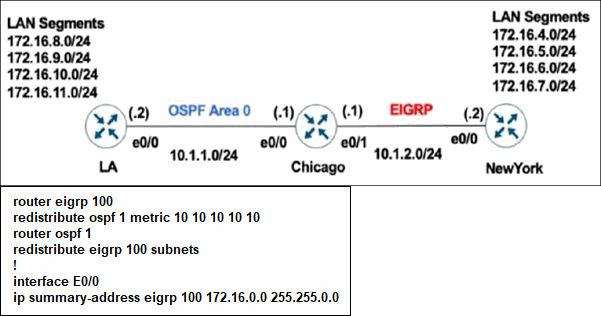 LAN Segments
172.16.8.0/24
172.16.9.0/24
172.16.10.0/24
172.16.11.0/24
LAN Segments
172.16.4.0/24
172.16.5.0/24
172.16.6.0/24
172.16.7.0/24
(.2) OSPF Area 0 (.1) (.1) EIGRP (.2)
e0/0 e0/0 e0/1 e0/0
10.1.1.0/24 10.1.2.0/24
LA Chicago NewYork
router eigrp 100
redistribute ospf 1 metric 10 10 10 10 10
router ospf 1
redistribute eigrp 100 subnets
!
interface E0/0
ip summary-address eigrp 100 172.16.0.0 255.255.0.0